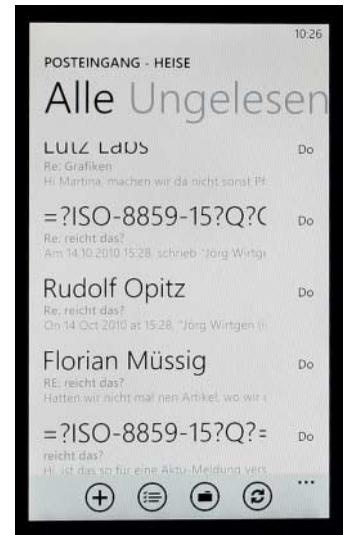 10:26
POSTEINGANG - HEISE
Alle Ungelesen
Lutz Labs
Do
Re: Grafiken
Hi Martina, machen wir da nicht sonst Pf
=?ISO-8859-15?Q?
Do
Re: reicht das?
Am 14.10.2010 15:28, schrieb "Jörg Wirtge
Rudolf Opitz
Do
Re: reicht das?
On 14 Oct 2010 at 15:28, "Jörg Wirtgen
Florian Müssig
Do
RE: reicht das?
Hatten wir nicht mal nen Artikel, wo wir
=?ISO-8859-15?Q?=
Do
reicht das?
Hi, ist das so für eine Aktu-Meldung vers
...